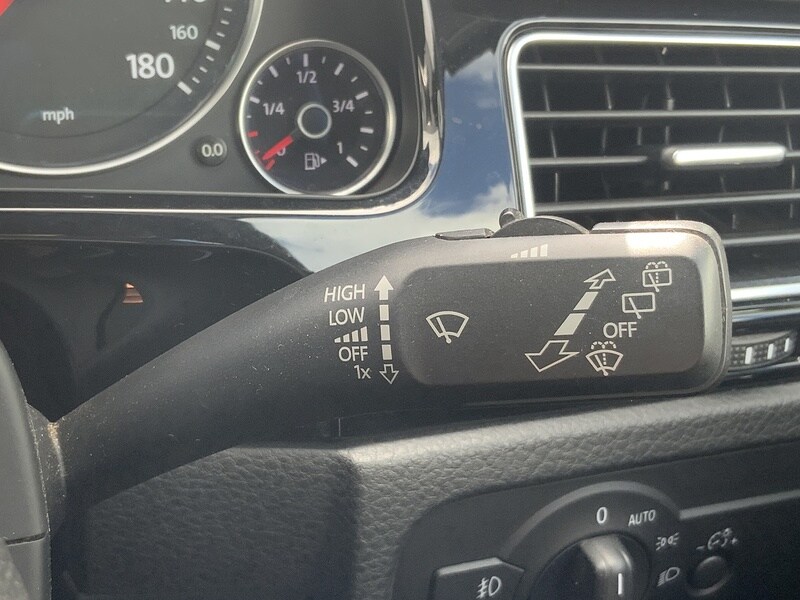 160
180
mph
0.0
1/4
1/2
3/4
1
HIGH
LOW
OFF
1x
OFF
0
AUTO